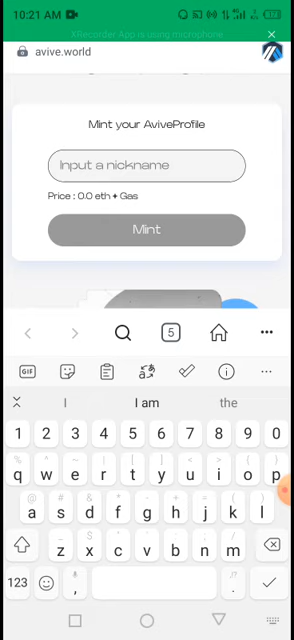 10:21 AM
XRecorder App is using microphone
avive.world
Mint your AviveProfile
Input a nickname
Price : 0.0 eth + Gas
Mint
5
GIF
I
I am
the
1 2 3 4 5 6 7 8 9 0
q w e r t y u i o p
a s d f g h j k l
z x c v b n m
123 , .